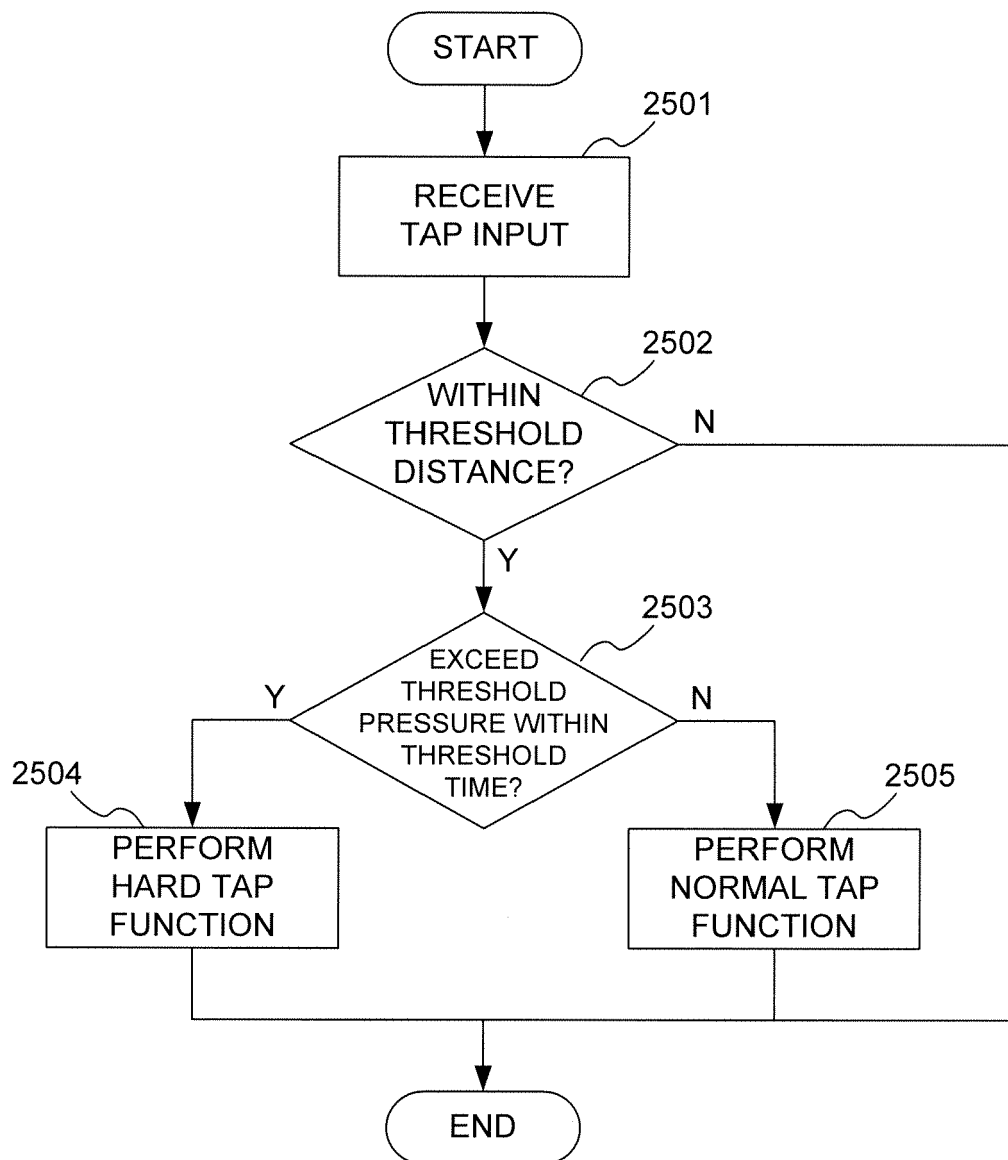 START
2501
RECEIVE
TAP INPUT
2502
WITHIN
THRESHOLD
DISTANCE?
N
Y
2503
EXCEED
THRESHOLD
PRESSURE WITHIN
THRESHOLD
TIME?
Y
N
2504
PERFORM
HARD TAP
FUNCTION
2505
PERFORM
NORMAL TAP
FUNCTION
END